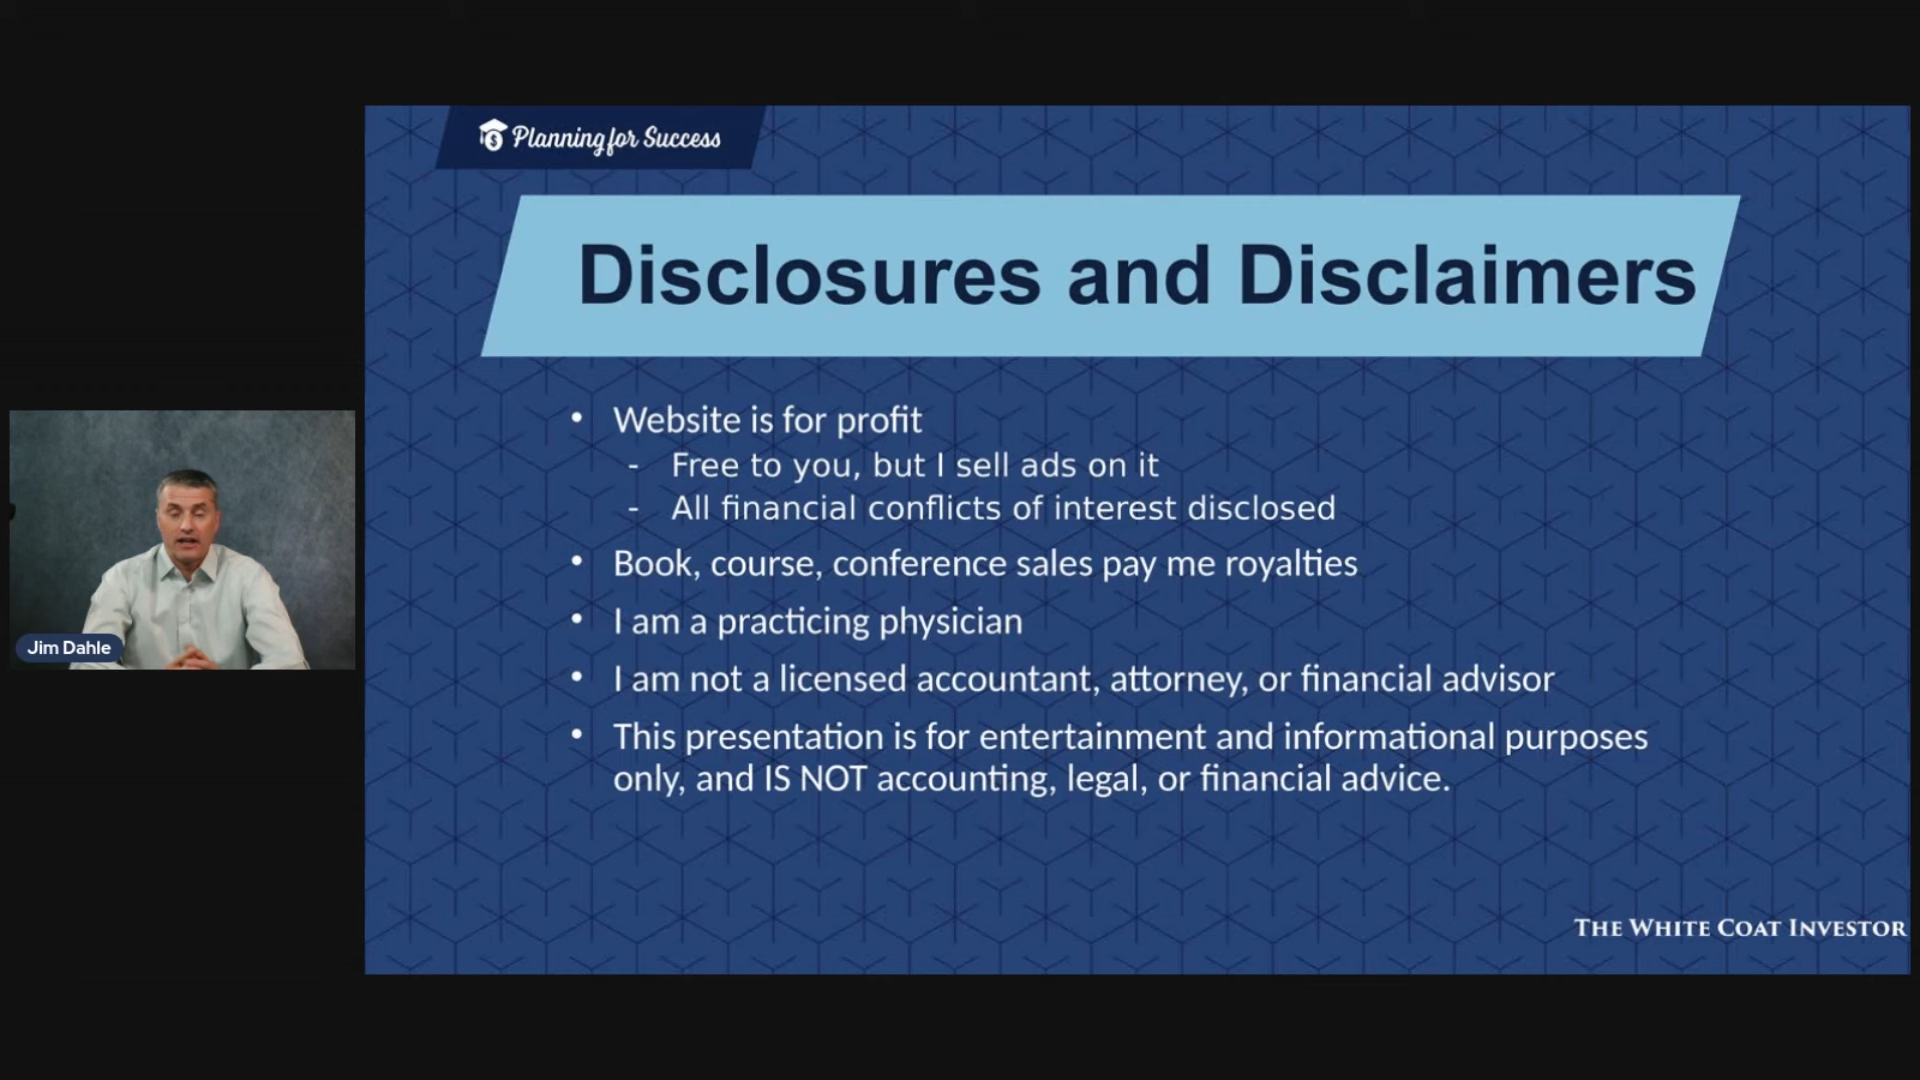 Planning for Success
Disclosures and Disclaimers
• Website is for profit
- Free to you, but I sell ads on it
- All financial conflicts of interest disclosed
• Book, course, conference sales pay me royalties
• I am a practicing physician
• I am not a licensed accountant, attorney, or financial advisor
• This presentation is for entertainment and informational purposes
only, and IS NOT accounting, legal, or financial advice.
Jim Dahle
THE WHITE COAT INVESTOR